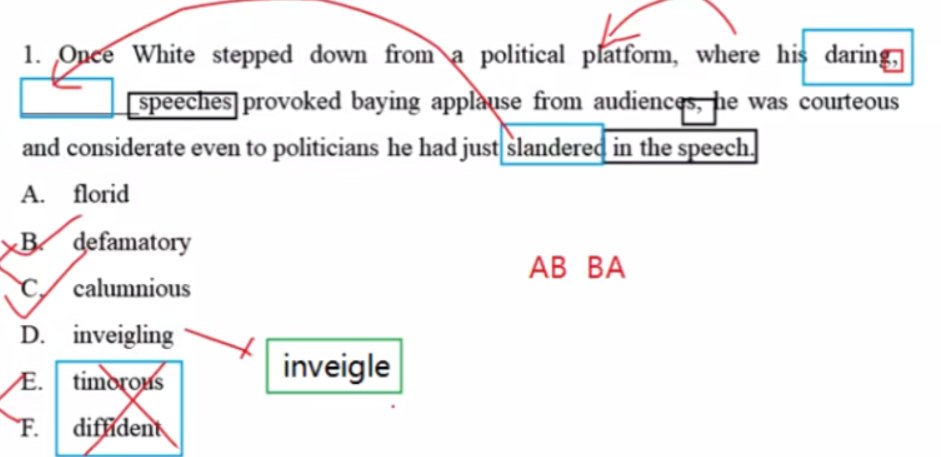 1. Once White stepped down from a political platform, where his daring,
________ speeches provoked baying applause from audiences, he was courteous
and considerate even to politicians he had just slandered in the speech.
A. florid
B. defamatory
C. calumnious
AB BA
D. inveigling
inveigle
E. timorous
F. diffident